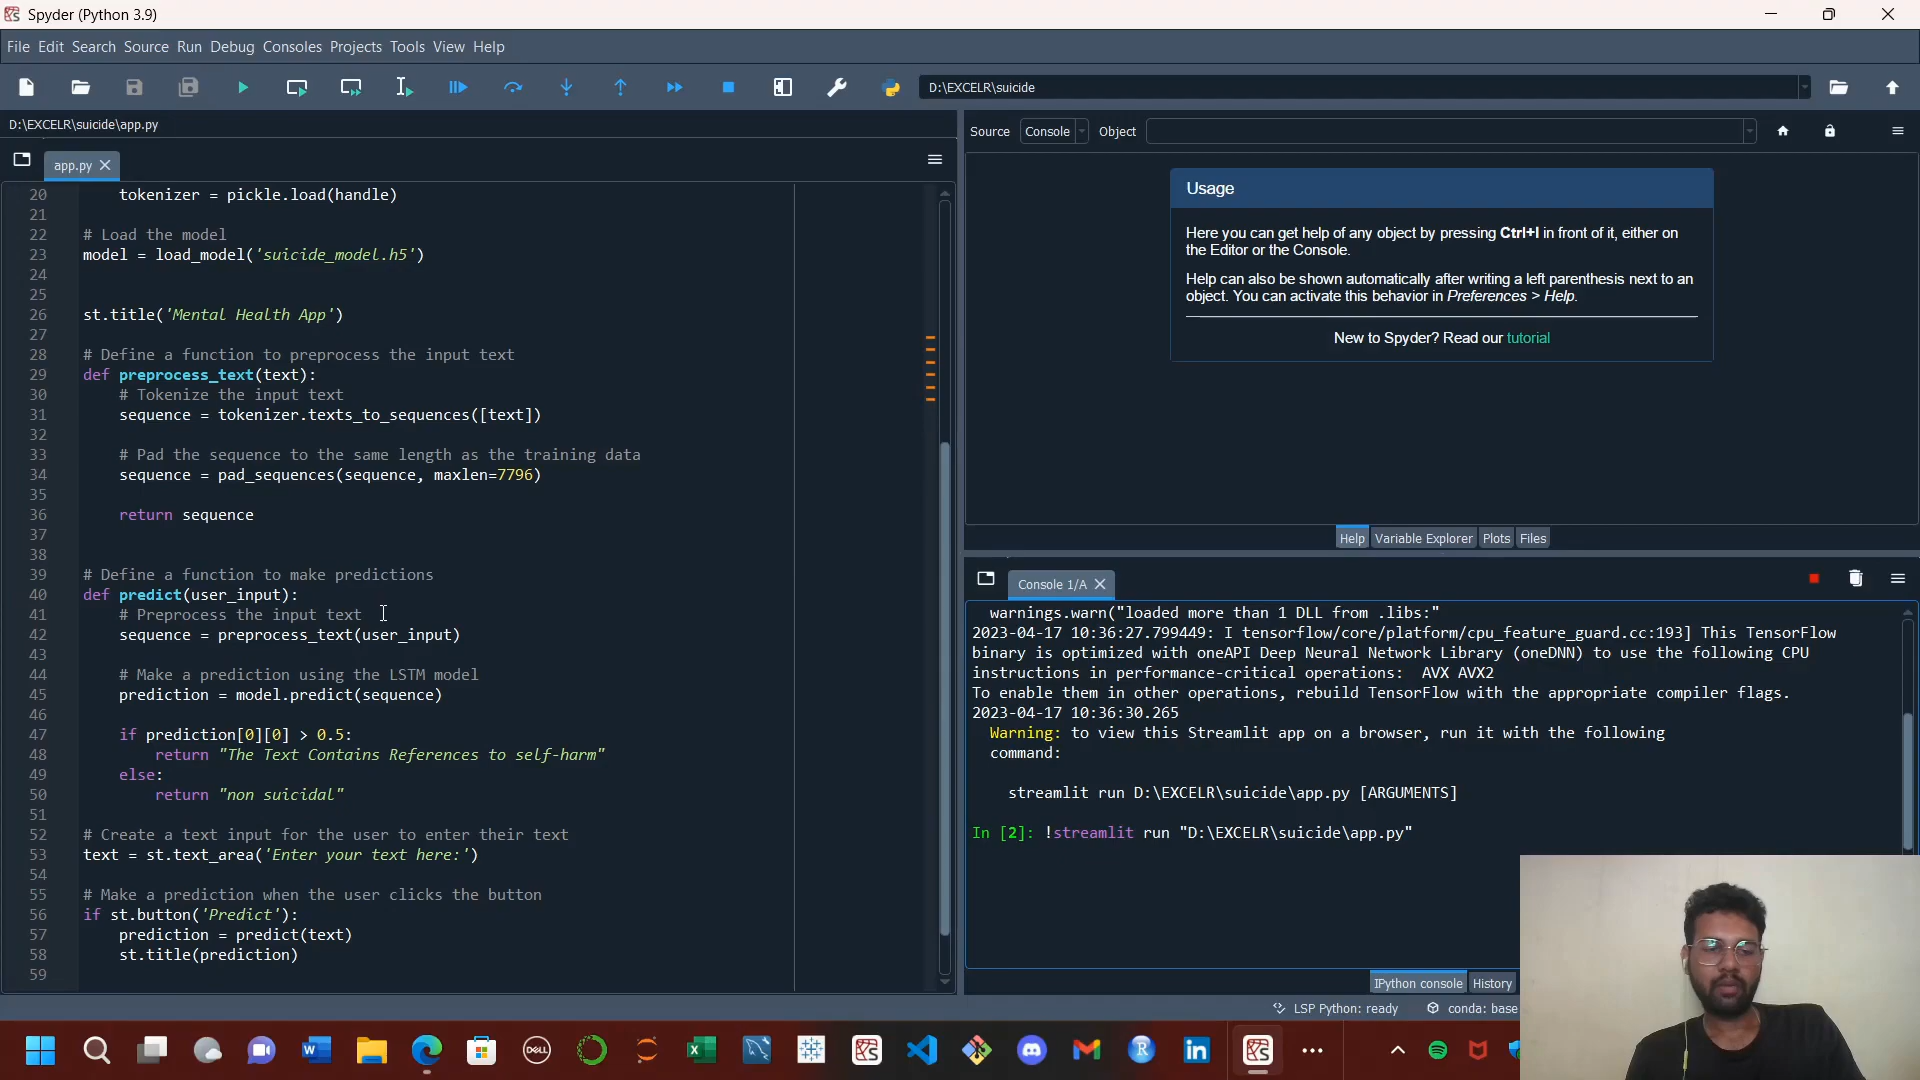 Spyder (Python 3.9)
File Edit Search Source Run Debug Consoles Projects Tools View Help
D:\EXCELR\suicide
D:\EXCELR\suicide\app.py
app.py
20 tokenizer = pickle.load(handle)
21
22 # Load the model
23 model = load_model('suicide_model.h5')
24
25
26 st.title('Mental Health App')
27
28 # Define a function to preprocess the input text
29 def preprocess_text(text):
30 # Tokenize the input text
31 sequence = tokenizer.texts_to_sequences([text])
32
33 # Pad the sequence to the same length as the training data
34 sequence = pad_sequences(sequence, maxlen=7796)
35
36 return sequence
37
38
39 # Define a function to make predictions
40 def predict(user_input):
41 # Preprocess the input text
42 sequence = preprocess_text(user_input)
43
44 # Make a prediction using the LSTM model
45 prediction = model.predict(sequence)
46
47 if prediction[0][0] > 0.5:
48 return "The Text Contains References to self-harm"
49 else:
50 return "non suicidal"
51
52 # Create a text input for the user to enter their text
53 text = st.text_area('Enter your text here:')
54
55 # Make a prediction when the user clicks the button
56 if st.button('Predict'):
57 prediction = predict(text)
58 st.title(prediction)
59
Source Console Object
Usage
Here you can get help of any object by pressing Ctrl+I in front of it, either on
the Editor or the Console.
Help can also be shown automatically after writing a left parenthesis next to an
object. You can activate this behavior in Preferences > Help.
New to Spyder? Read our tutorial
Help Variable Explorer Plots Files
Console 1/A
warnings.warn("loaded more than 1 DLL from .libs:"
2023-04-17 10:36:27.799449: I tensorflow/core/platform/cpu_feature_guard.cc:193] This TensorFlow
binary is optimized with oneAPI Deep Neural Network Library (oneDNN) to use the following CPU
instructions in performance-critical operations: AVX AVX2
To enable them in other operations, rebuild TensorFlow with the appropriate compiler flags.
2023-04-17 10:36:30.265
Warning: to view this Streamlit app on a browser, run it with the following
command:
streamlit run D:\EXCELR\suicide\app.py [ARGUMENTS]
In [2]: !streamlit run "D:\EXCELR\suicide\app.py"
IPython console History
LSP Python: ready conda: base
DELL